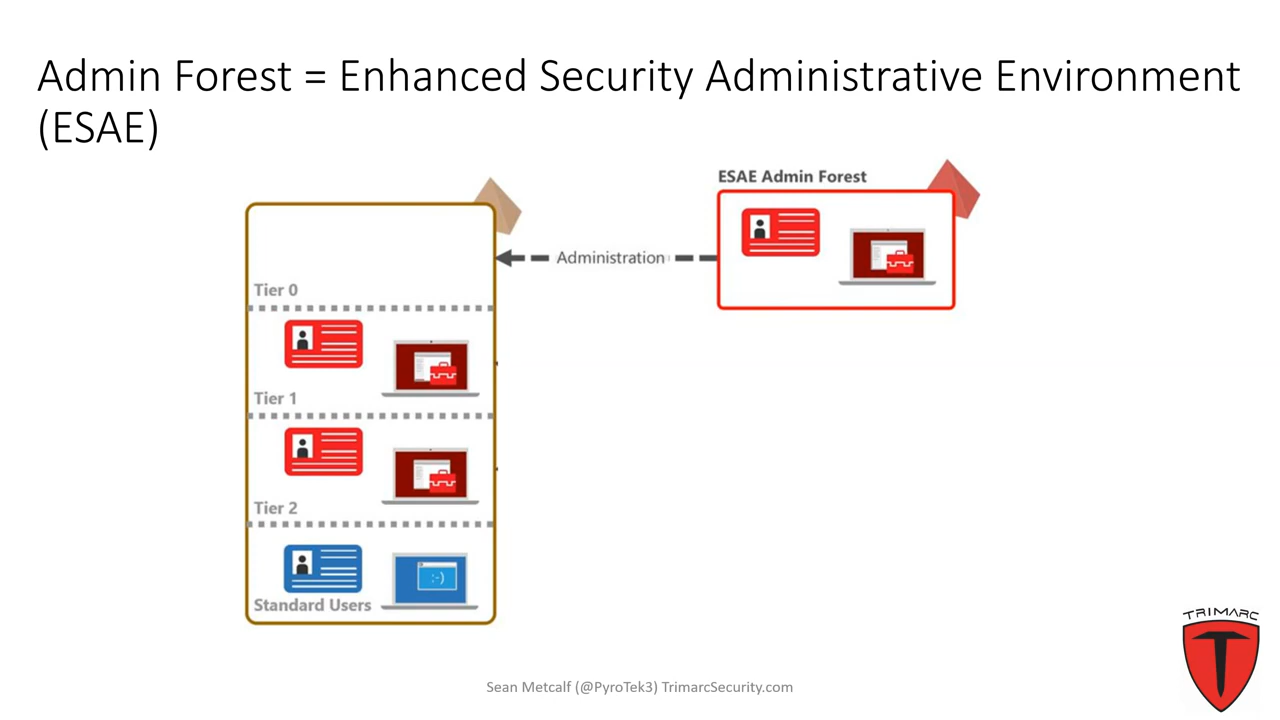 Admin Forest = Enhanced Security Administrative Environment
(ESAE)
ESAE Admin Forest
Administration
Tier 0
Tier 1
Tier 2
:-)
Standard Users
TRIMARC
Sean Metcalf (@PyroTek3) TrimarcSecurity.com